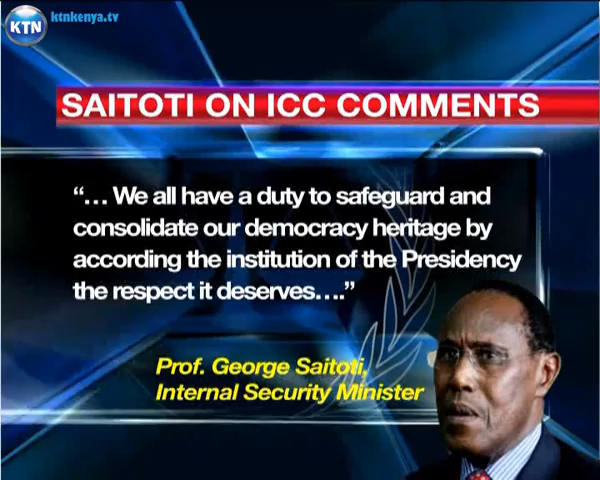 KTN
ktnkenya.tv
SAITOTI ON ICC COMMENTS
“… We all have a duty to safeguard and
consolidate our democracy heritage by
according the institution of the Presidency
the respect it deserves….”
Prof. George Saitoti,
Internal Security Minister